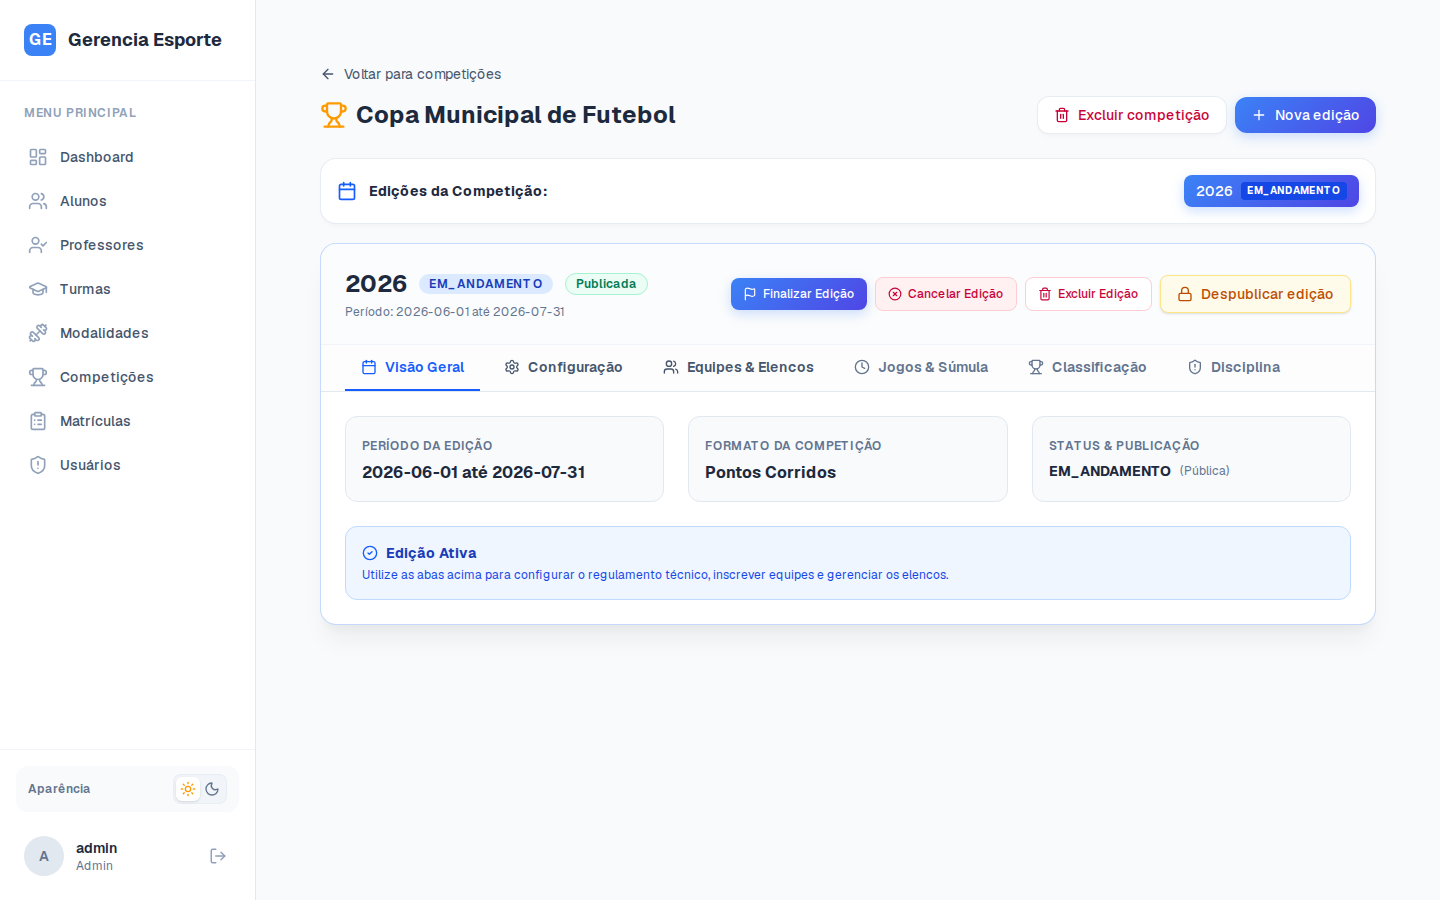 GE Gerencia Esporte
MENU PRINCIPAL
Dashboard
Alunos
Professores
Turmas
Modalidades
Competições
Matrículas
Usuários
Aparência
A
admin
Admin
Voltar para competições
Copa Municipal de Futebol
Excluir competição
Nova edição
Edições da Competição:
2026 EM_ANDAMENTO
2026 EM_ANDAMENTO Publicada
Período: 2026-06-01 até 2026-07-31
Finalizar Edição
Cancelar Edição
Excluir Edição
Despublicar edição
Visão Geral
Configuração
Equipes & Elencos
Jogos & Súmula
Classificação
Disciplina
PERÍODO DA EDIÇÃO
2026-06-01 até 2026-07-31
FORMATO DA COMPETIÇÃO
Pontos Corridos
STATUS & PUBLICAÇÃO
EM_ANDAMENTO (Pública)
Edição Ativa
Utilize as abas acima para configurar o regulamento técnico, inscrever equipes e gerenciar os elencos.